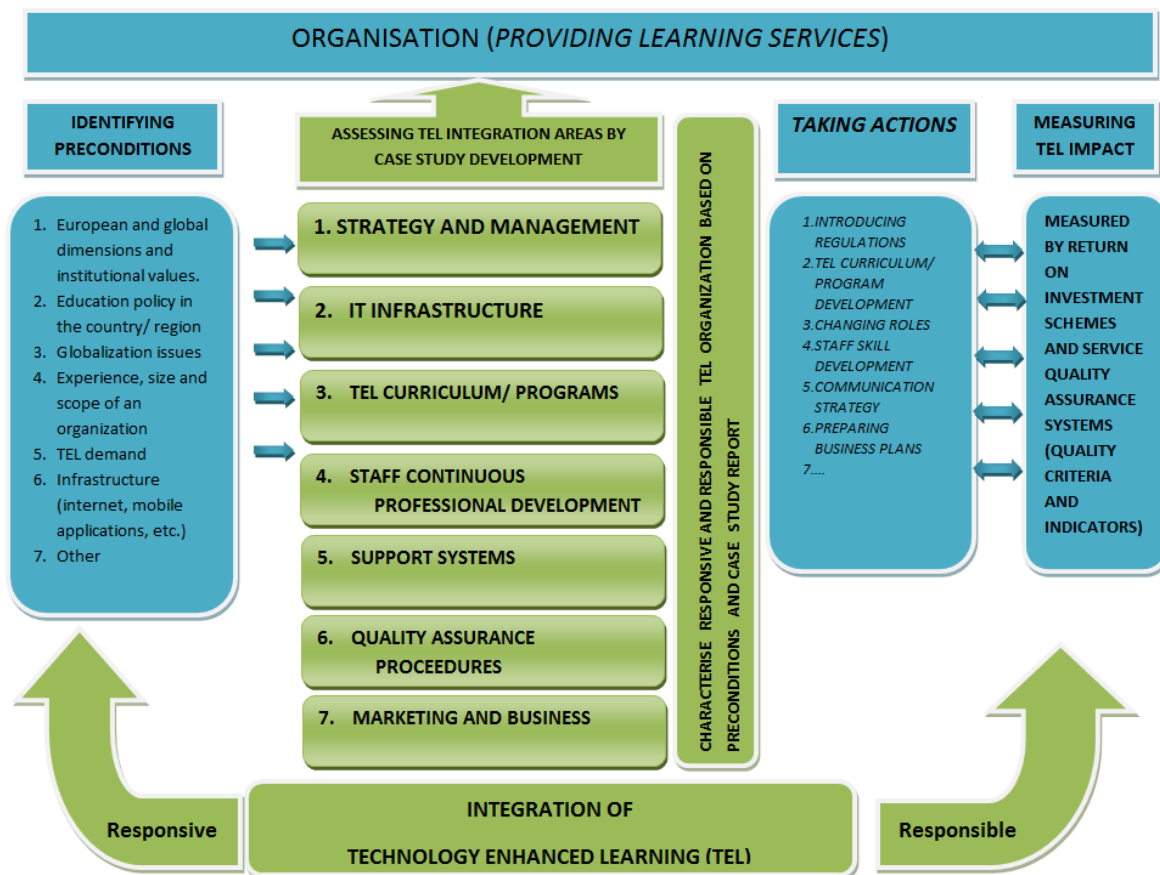 ORGANISATION (PROVIDING LEARNING SERVICES)
IDENTIFYING
PRECONDITIONS
1. European and global
dimensions and
institutional values.
2. Education policy in
the country/ region
3. Globalization issues
4. Experience, size and
scope of an
organization
5. TEL demand
6. Infrastructure
(internet, mobile
applications, etc.)
7. Other
ASSESSING TEL INTEGRATION AREAS BY
CASE STUDY DEVELOPMENT
1. STRATEGY AND MANAGEMENT
2. IT INFRASTRUCTURE
3. TEL CURRICULUM/ PROGRAMS
4. STAFF CONTINUOUS
PROFESSIONAL DEVELOPMENT
5. SUPPORT SYSTEMS
6. QUALITY ASSURANCE
PROCEEDURES
7. MARKETING AND BUSINESS
CHARACTERISE RESPONSIVE AND RESPONSIBLE TEL ORGANIZATION BASED ON
PRECONDITIONS AND CASE STUDY REPORT
TAKING ACTIONS
1.INTRODUCING
REGULATIONS
2.TEL CURRICULUM/
PROGRAM
DEVELOPMENT
3.CHANGING ROLES
4.STAFF SKILL
DEVELOPMENT
5.COMMUNICATION
STRATEGY
6.PREPARING
BUSINESS PLANS
7....
MEASURING
TEL IMPACT
MEASURED
BY RETURN
ON
INVESTMENT
SCHEMES
AND SERVICE
QUALITY
ASSURANCE
SYSTEMS
(QUALITY
CRITERIA
AND
INDICATORS)
Responsive
INTEGRATION OF
TECHNOLOGY ENHANCED LEARNING (TEL)
Responsible